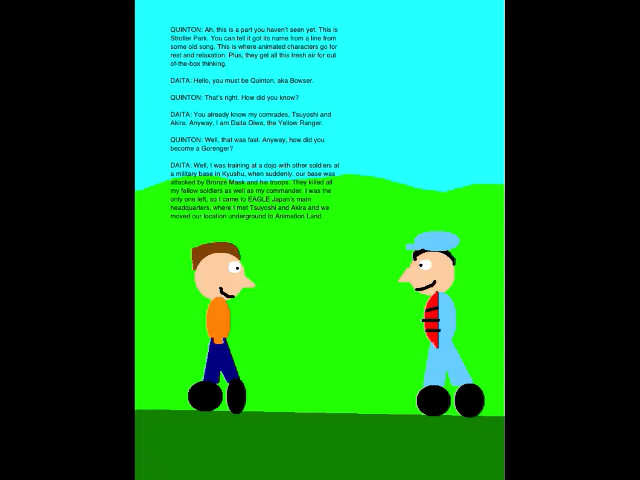 QUINTON: Ah, this is a part you haven't seen yet. This is
Stroller Park. You can tell it got its name from a line from
some old song. This is where animated characters go for
rest and relaxation. Plus, they get all this fresh air for out
of-the-box thinking.
DAITA: Hello, you must be Quinton, aka Bowser.
QUINTON: That's right. How did you know?
DAITA: You already know my comrades, Tsuyoshi and
Akira. Anyway, I am Daita Oiwa, the Yellow Ranger.
QUINTON: Well, that was fast. Anyway, how did you
become a Gorenger?
DAITA: Well, I was training at a dojo with other soldiers at
a military base in Kyushu, when suddenly, our base was
attacked by Bronze Mask and his troops. They killed all
my fellow soldiers as well as my commander. I was the
only one left, so I came to EAGLE Japan's main
headquarters, where I met Tsuyoshi and Akira and we
moved our location underground to Animation Land.